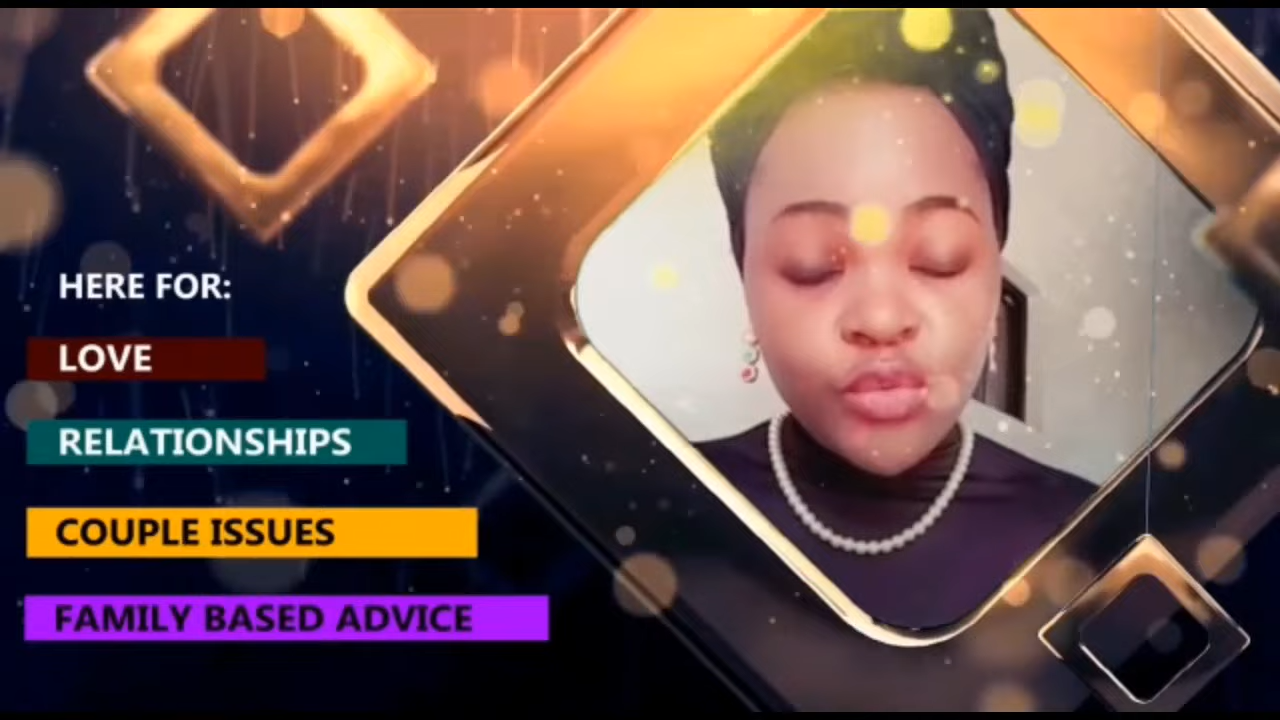 HERE FOR:
LOVE
RELATIONSHIPS
COUPLE ISSUES
FAMILY BASED ADVICE